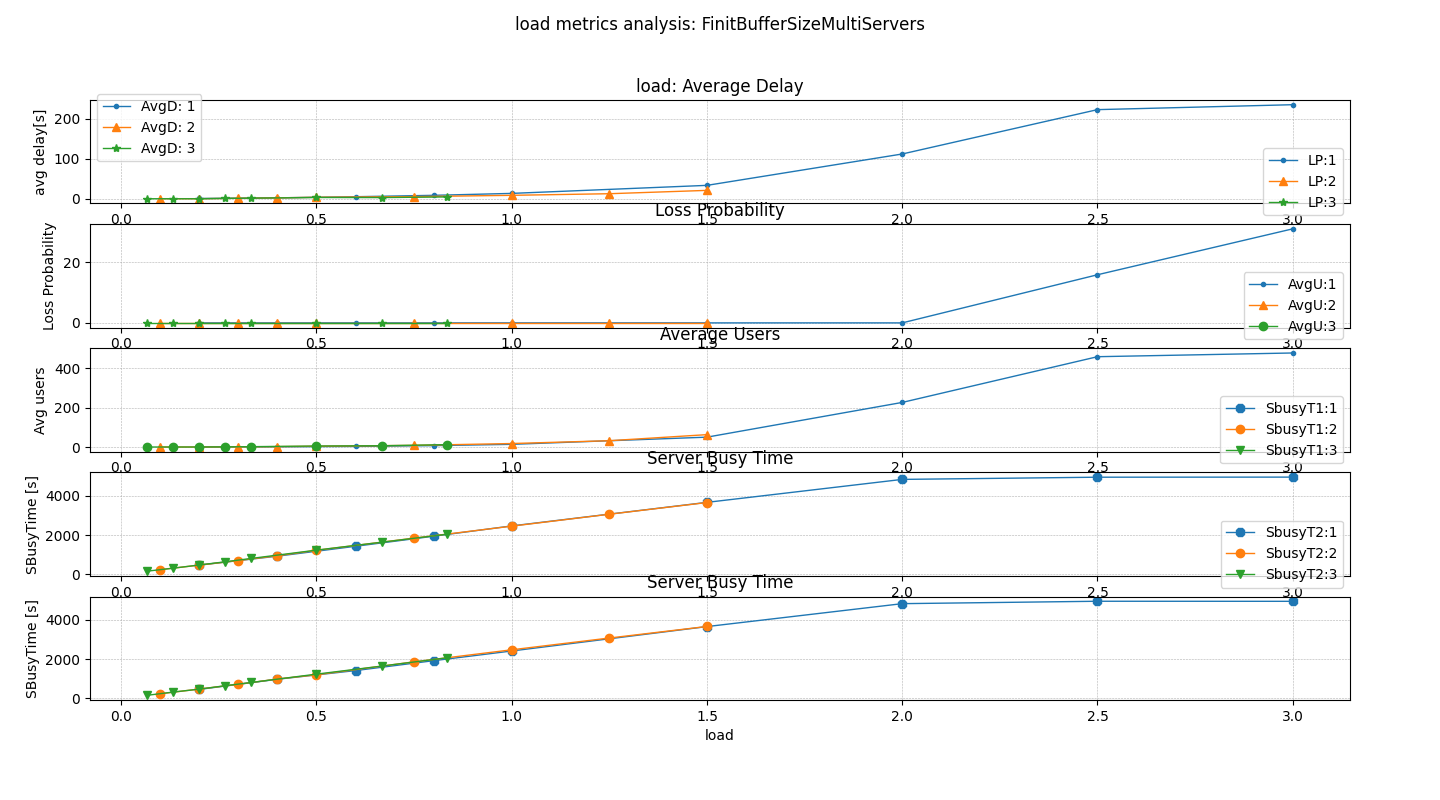 load metrics analysis: FinitBufferSizeMultiServers
load: Average Delay
avg delay[s]
200
100
0
AvgD: 1
AvgD: 2
AvgD: 3
LP:1
LP:2
LP:3
0.0 0.5 1.0 1.5 2.0 2.5 3.0
Loss Probability
Loss Probability
20
0
AvgU:1
AvgU:2
AvgU:3
0.0 0.5 1.0 1.5 2.0 2.5 3.0
Average Users
Avg users
400
200
0
SbusyT1:1
SbusyT1:2
SbusyT1:3
0.0 0.5 1.0 1.5 2.0 2.5 3.0
Server Busy Time
SBusyTime [s]
4000
2000
0
SbusyT2:1
SbusyT2:2
SbusyT2:3
0.0 0.5 1.0 1.5 2.0 2.5 3.0
Server Busy Time
SBusyTime [s]
4000
2000
0
0.0 0.5 1.0 1.5 2.0 2.5 3.0
load